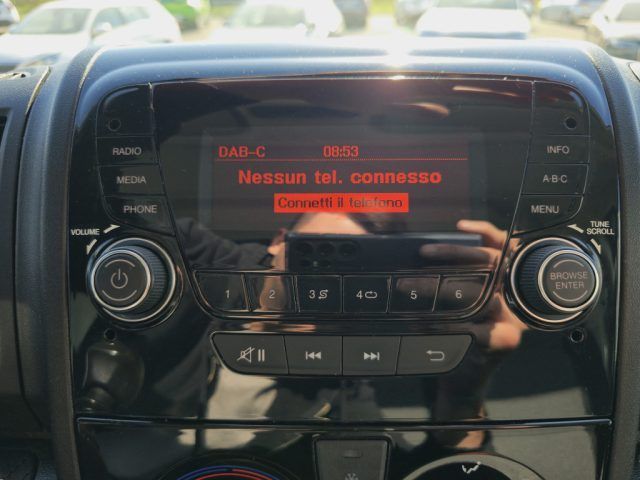 DAB-C 08:53
Nessun tel. connesso
Connetti il telefono
RADIO
MEDIA
PHONE
VOLUME
INFO
A·B·C
MENU
TUNE
SCROLL
BROWSE
ENTER
1 2 3 4 5 6